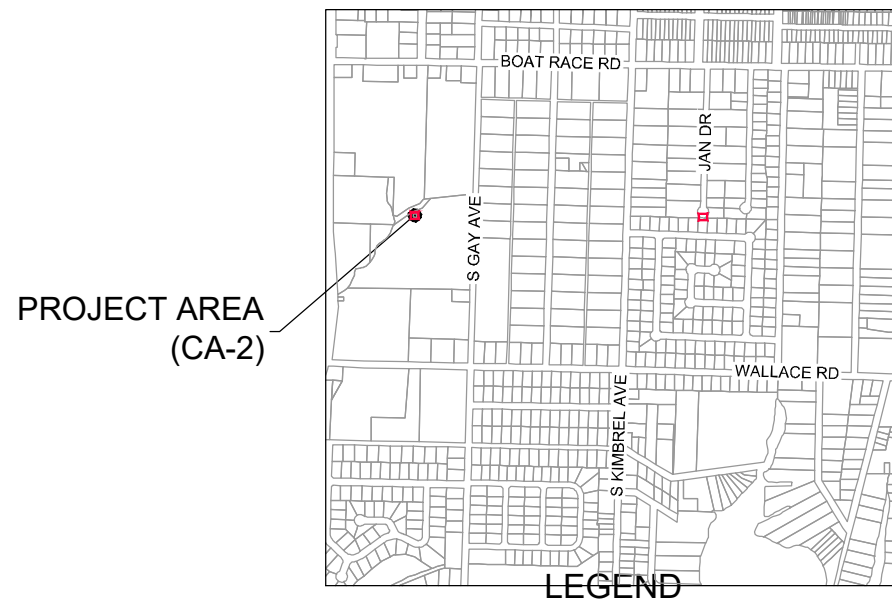 BOAT RACE RD
JAN DR
S GAY AVE
PROJECT AREA
(CA-2)
WALLACE RD
S KIMBREL AVE
LEGEND